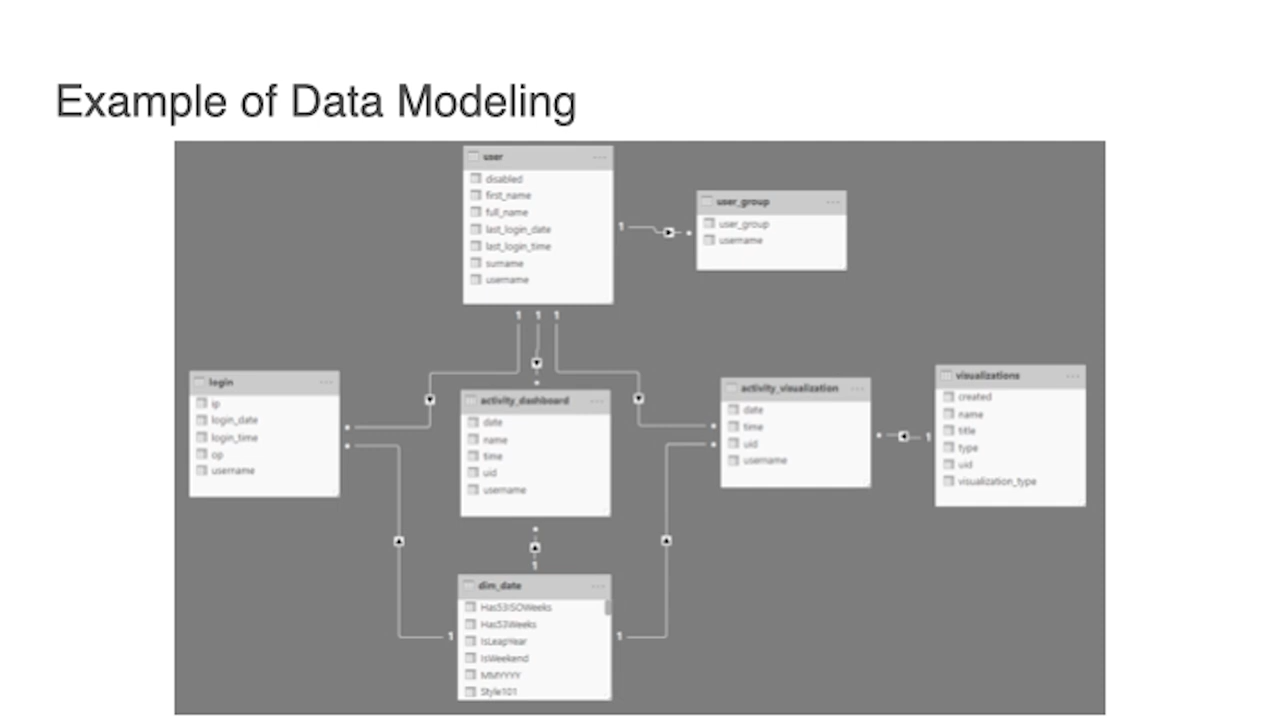 Example of Data Modeling
user
disabled
first_name
full_name
last_login_date
last_login_time
surname
username
1
user_group
user_group
username
1 1 1
login
ip
login_date
login_time
op
username
activity_dashboard
date
name
time
uid
username
activity_visualization
date
time
uid
username
1
visualizations
created
name
title
type
uid
visualization_type
1
dim_date
Has53ISOWeeks
Has53Weeks
IsLeapYear
IsWeekend
MMYYYY
Style101
1
1